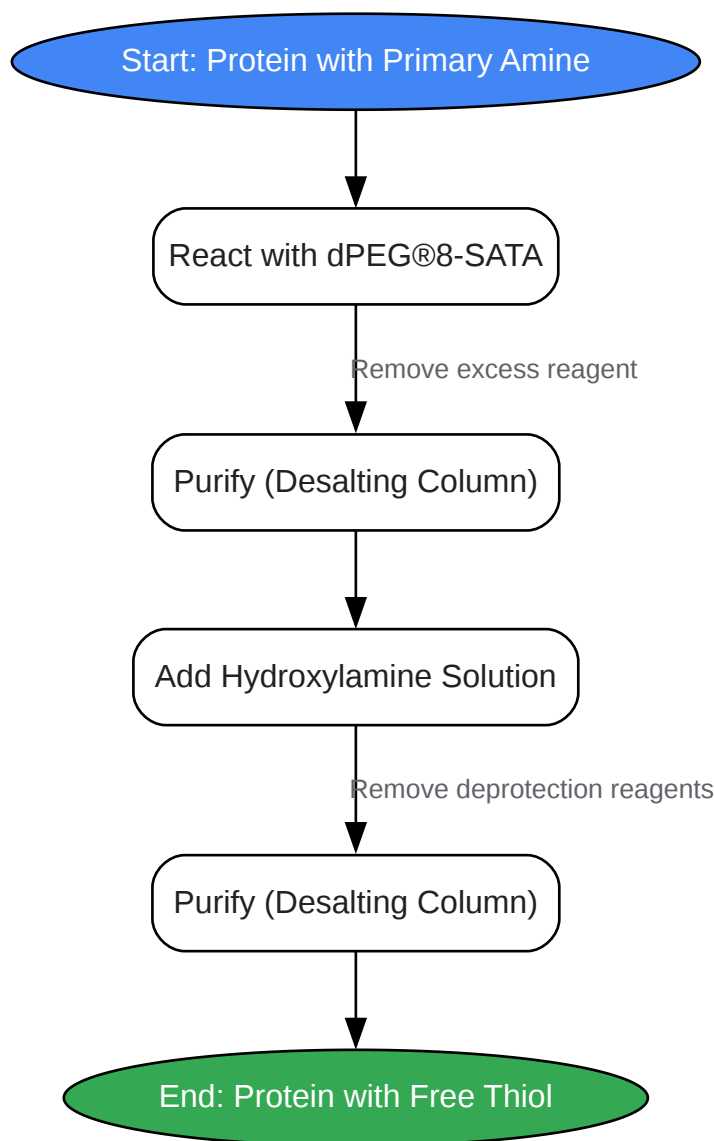 Start: Protein with Primary Amine
React with dPEG®8-SATA
Remove excess reagent
Purify (Desalting Column)
Add Hydroxylamine Solution
Remove deprotection reagents
Purify (Desalting Column)
End: Protein with Free Thiol